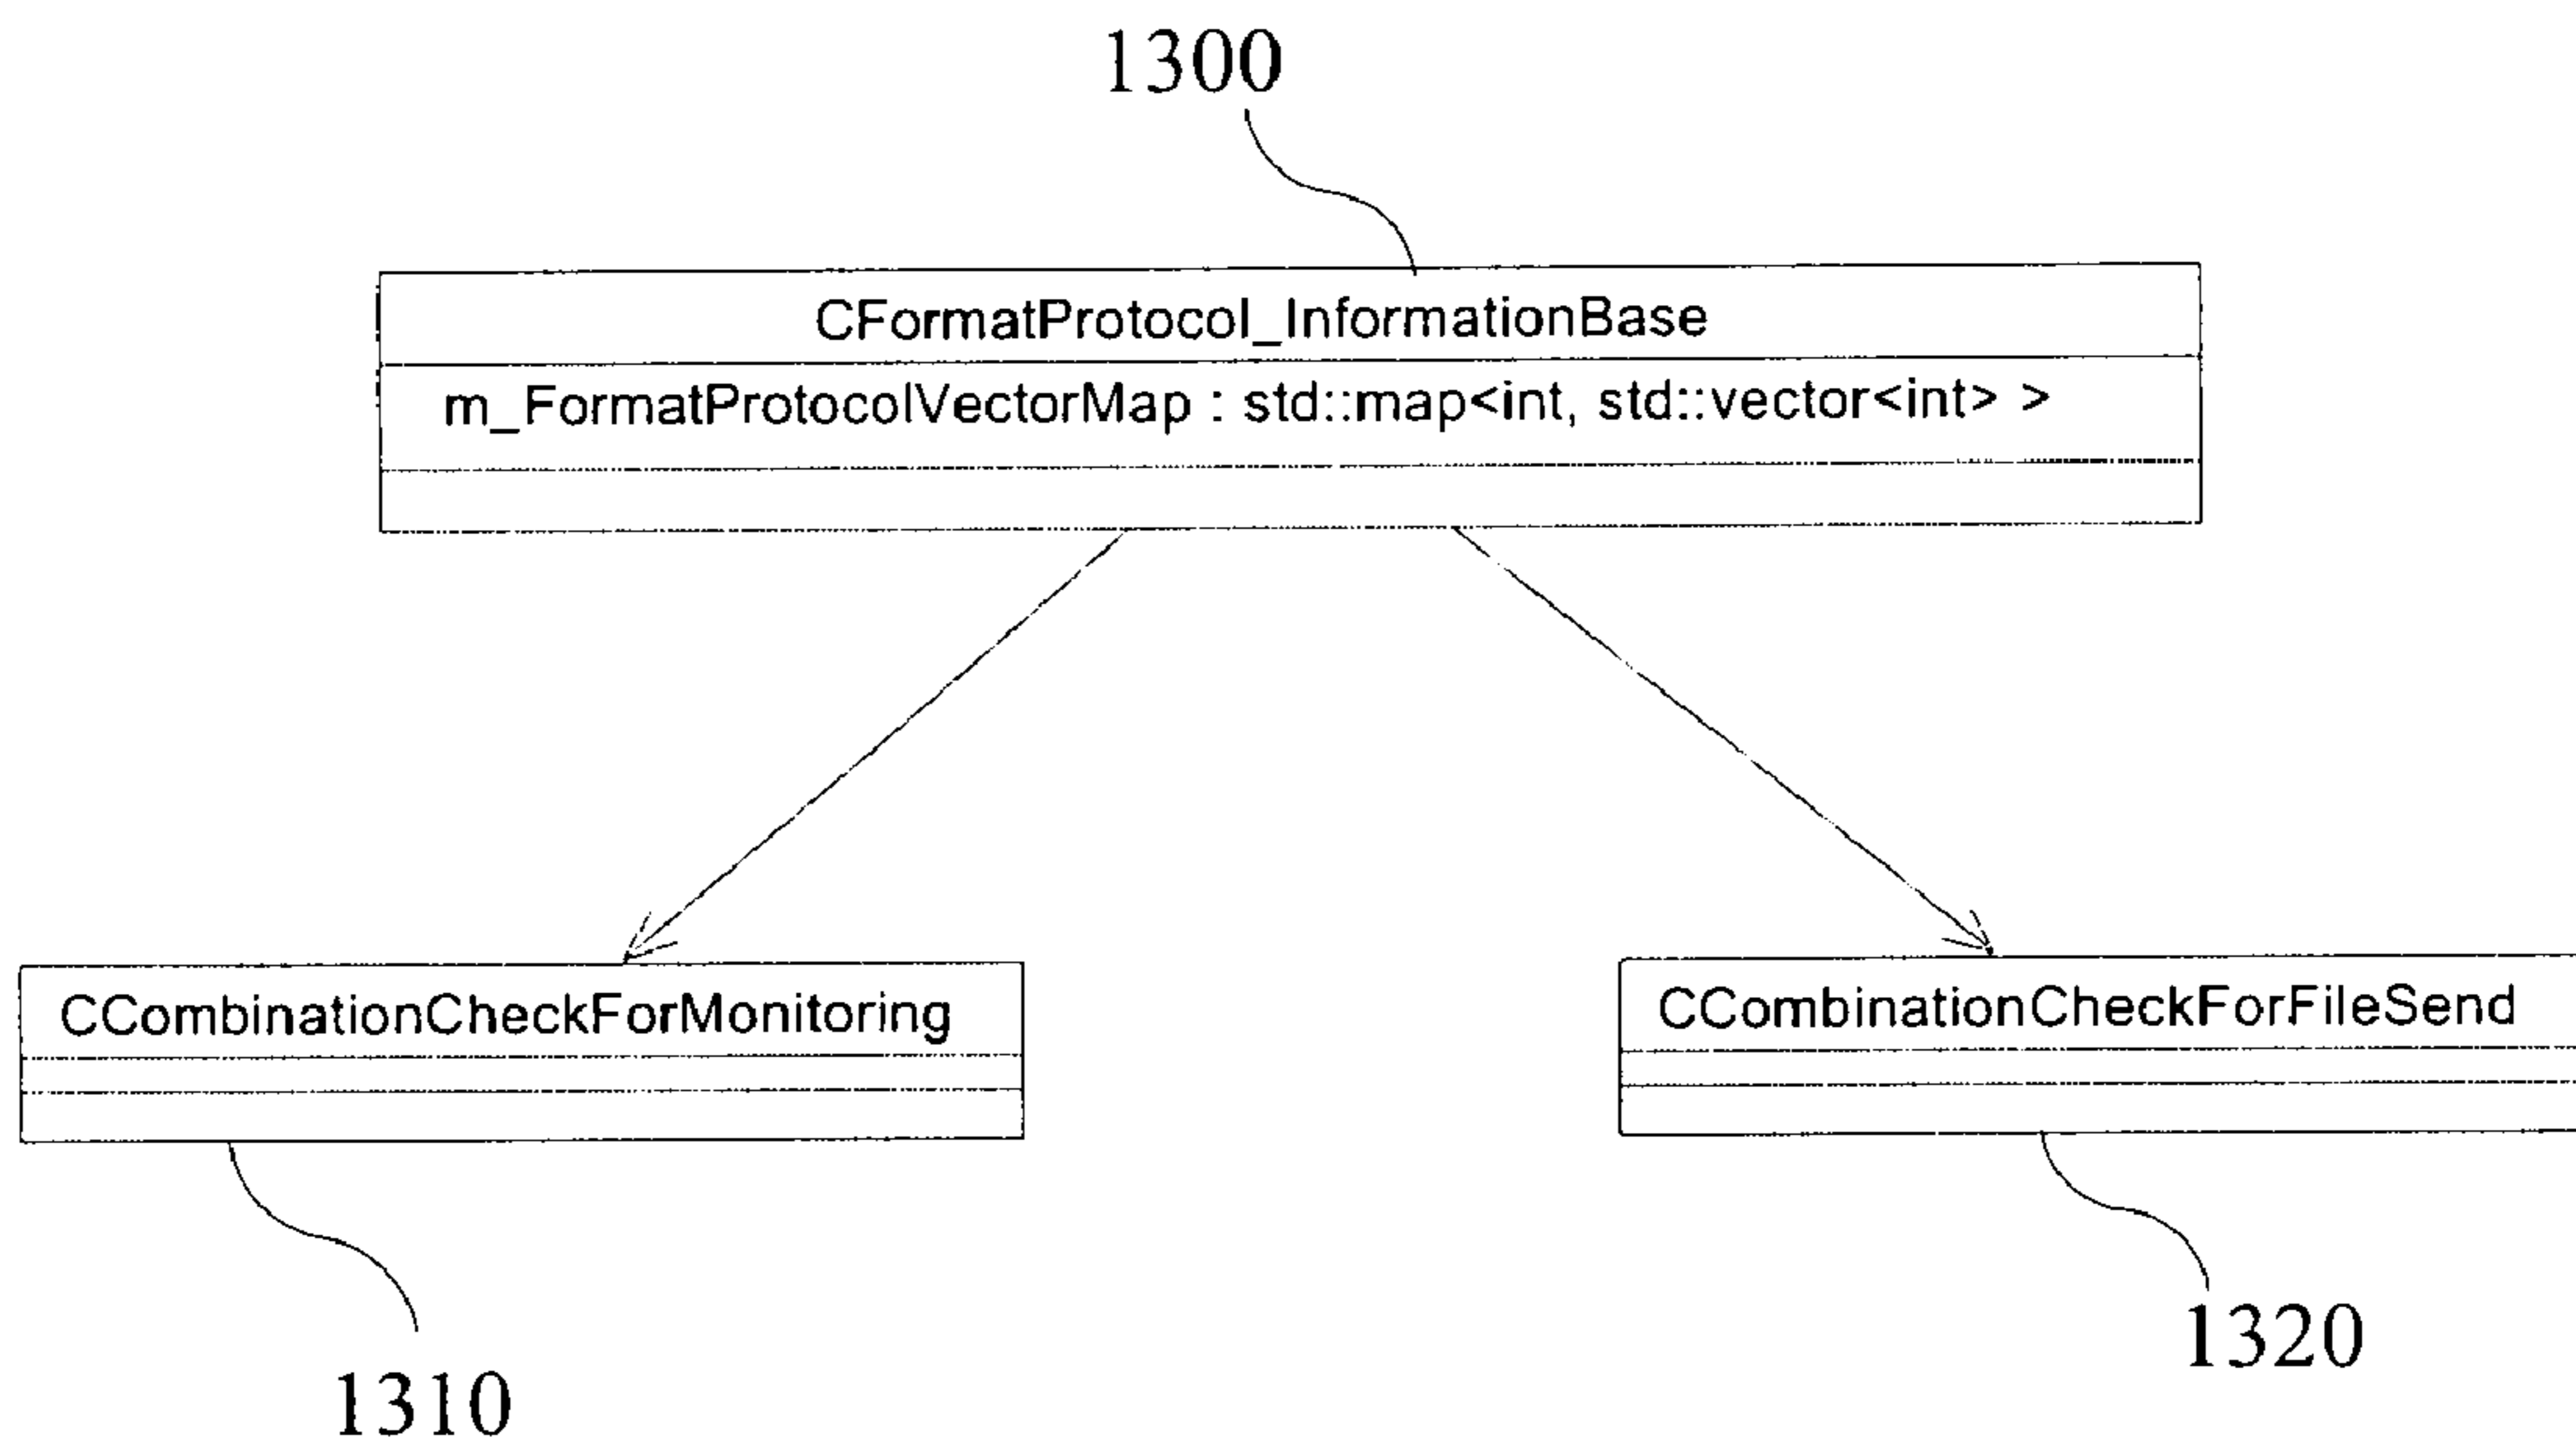 1300
CFormatProtocol_InformationBase
m_FormatProtocolVectorMap : std::map<int, std::vector<int> >
CCombinationCheckForMonitoring
CCombinationCheckForFileSend
1320
1310